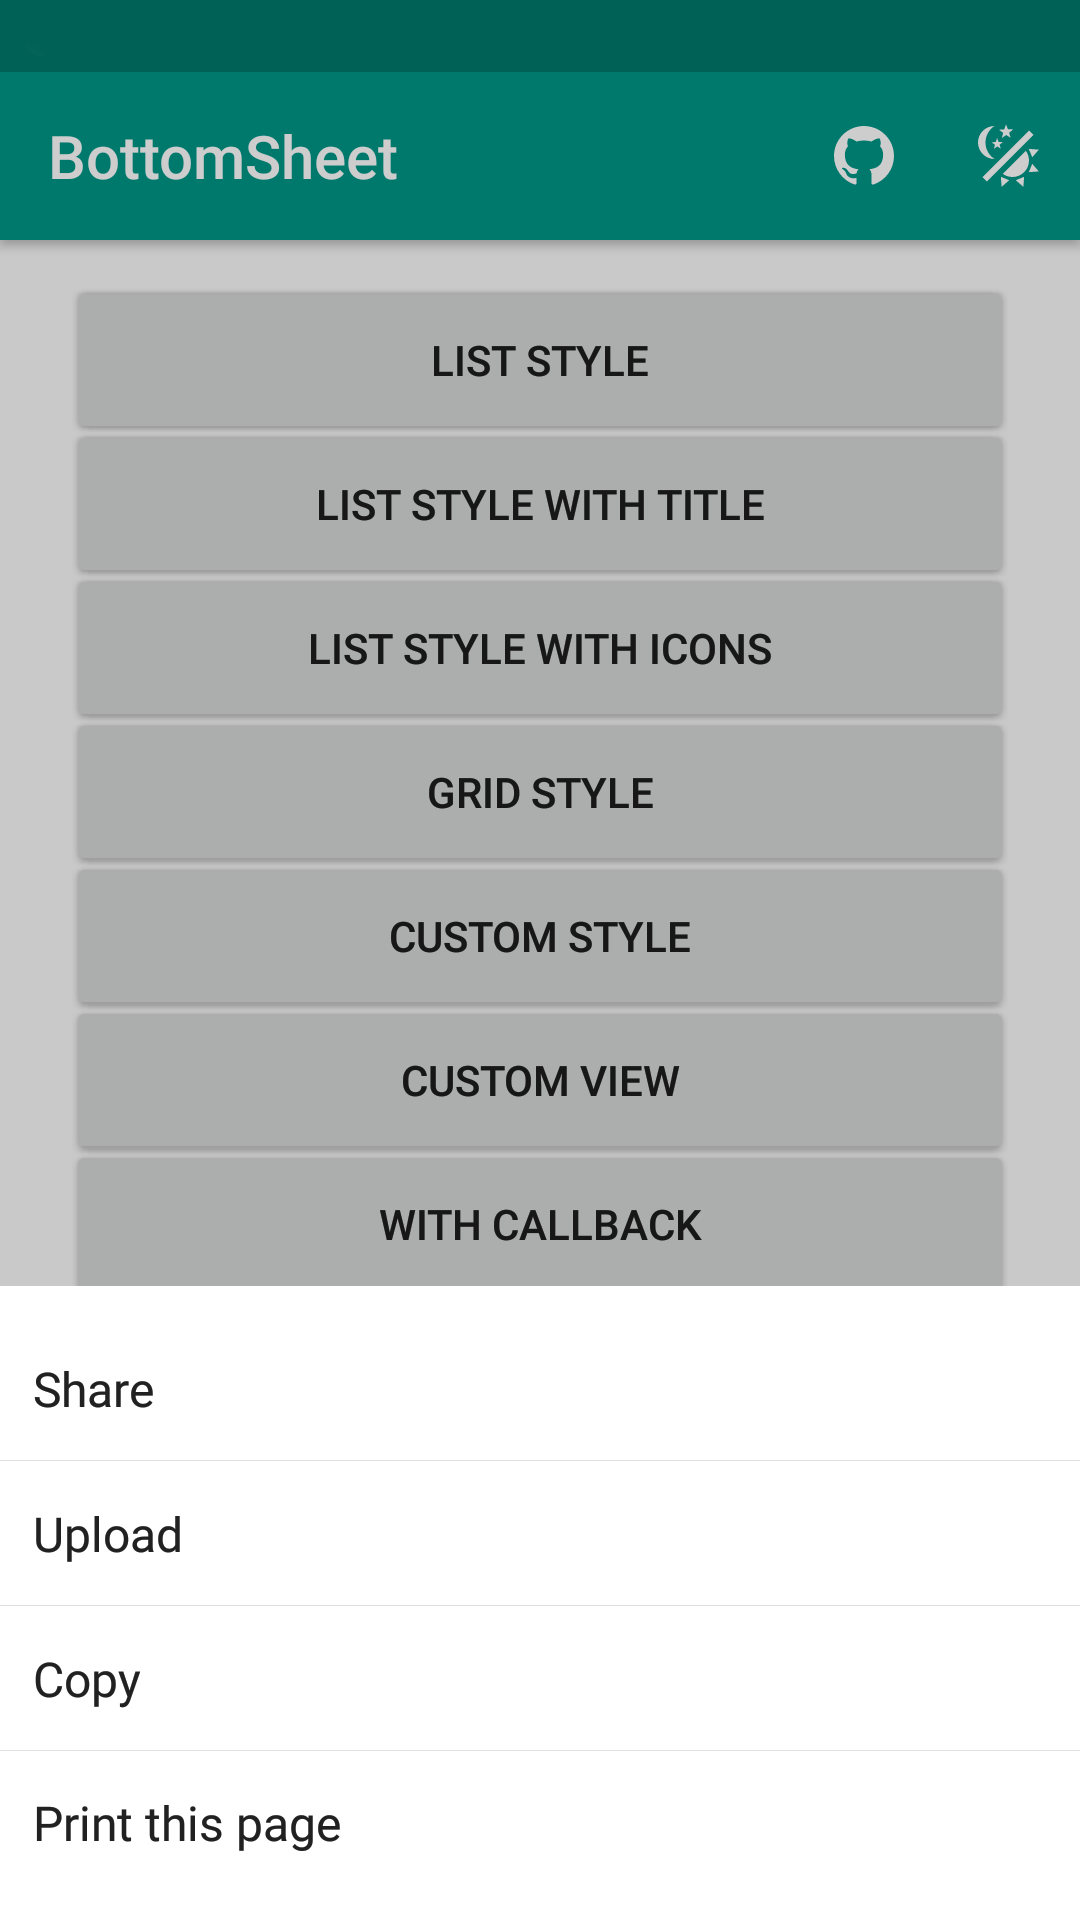 BottomSheet
LIST STYLE
LIST STYLE WITH TITLE
LIST STYLE WITH ICONS
GRID STYLE
CUSTOM STYLE
CUSTOM VIEW
WITH CALLBACK
Share
Upload
Copy
Print this page